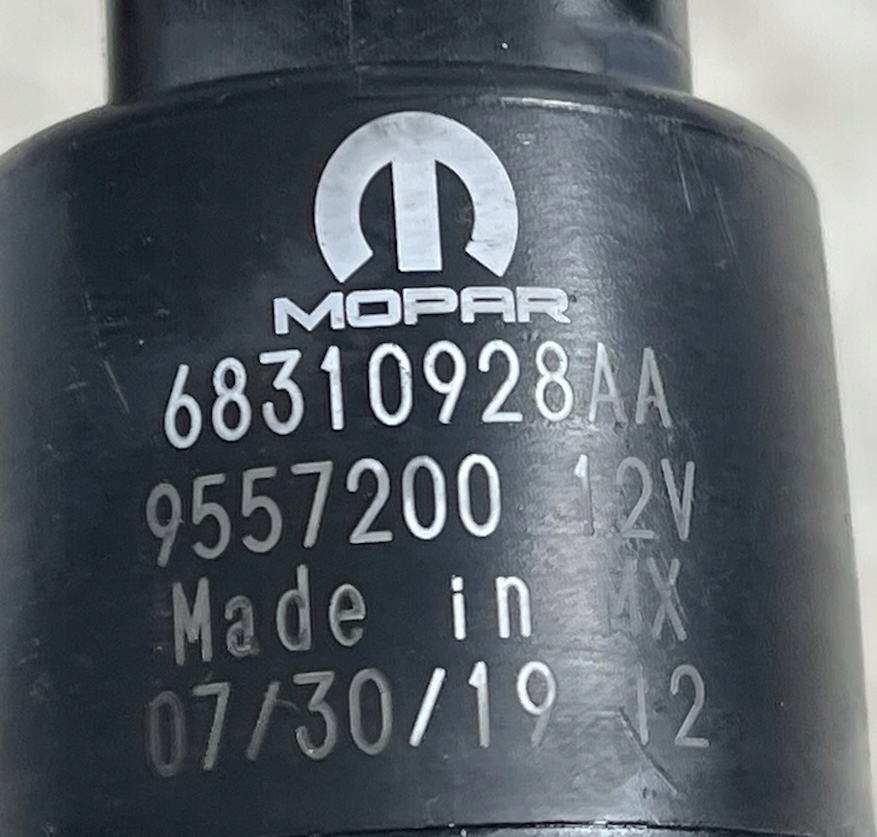 MOPAR
68310928AA
9557200 12V
Made in MX
07/30/19 12